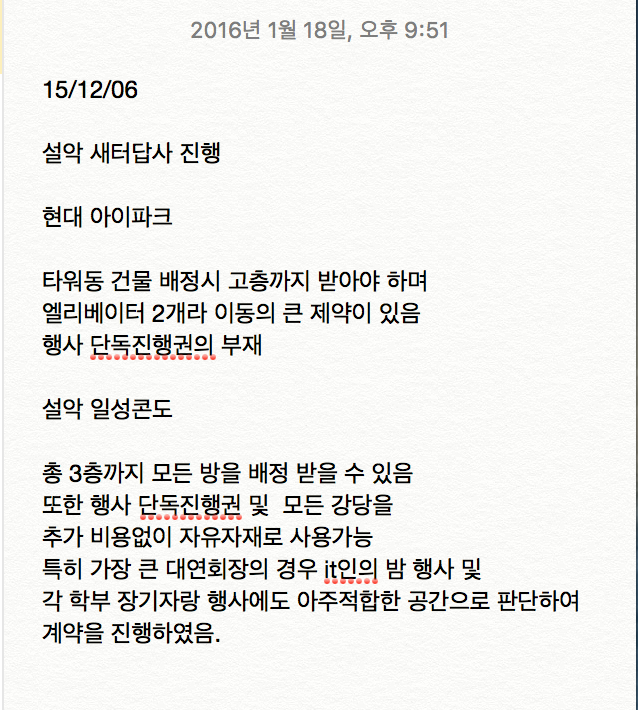 2016년 1월 18일, 오후 9:51
15/12/06
설악 새터답사 진행
현대 아이파크
타워동 건물 배정시 고층까지 받아야 하며
엘리베이터 2개라 이동의 큰 제약이 있음
행사 단독진행권의 부재
설악 일성콘도
총 3층까지 모든 방을 배정 받을 수 있음
또한 행사 단독진행권 및  모든 강당을
추가 비용없이 자유자재로 사용가능
특히 가장 큰 대연회장의 경우 it인의 밤 행사 및
각 학부 장기자랑 행사에도 아주적합한 공간으로 판단하여
계약을 진행하였음.